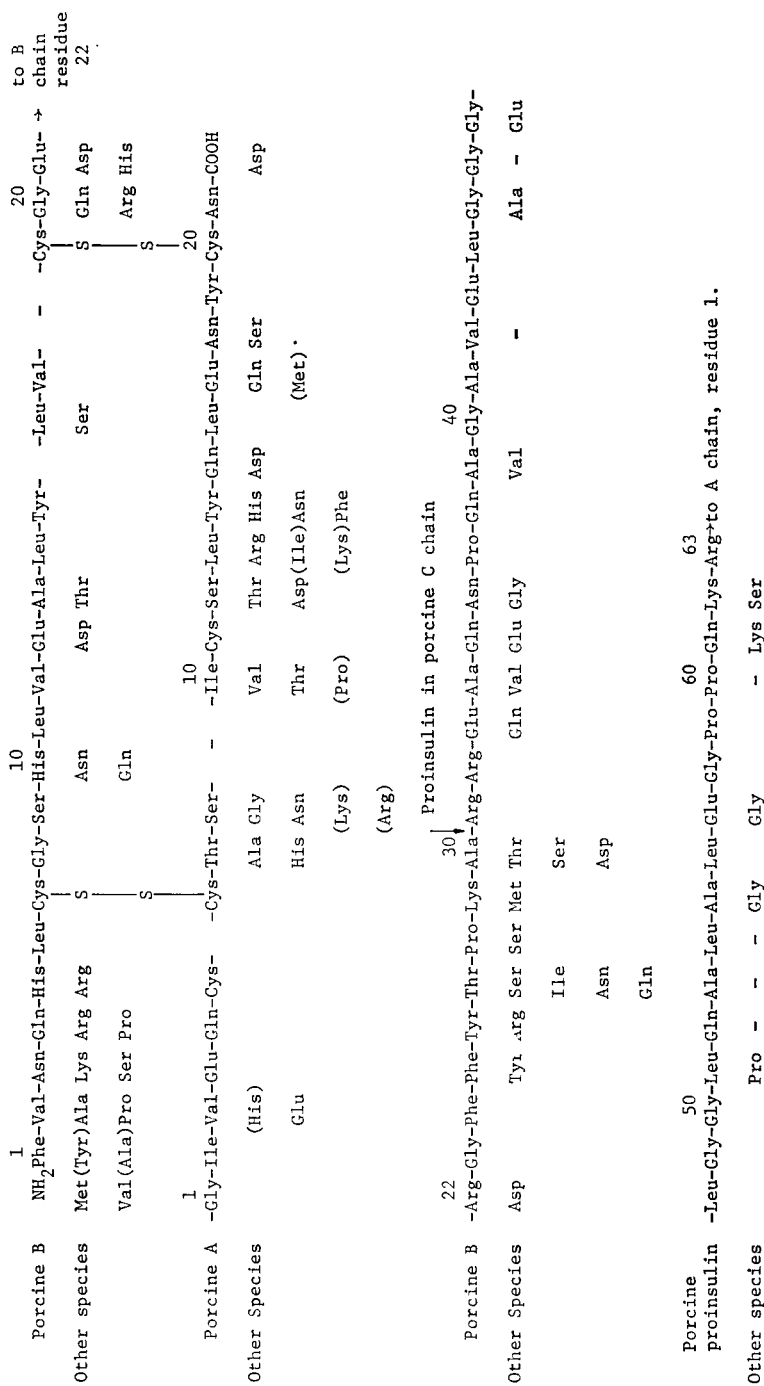 1 10 20 to B
Porcine B NH2Phe-Val-Asn-Gln-His-Leu-Cys-Gly-Ser-His-Leu-Val-Glu-Ala-Leu-Tyr- -Leu-Val- - -Cys-Gly-Glu- → chain
residue
Other species Met(Tyr)Ala Lys Arg Arg S Asn Asp Thr Ser S Gln Asp 22
Val(Ala)Pro Ser Pro Gln Arg His
S S
1 10 20
Porcine A -Gly-Ile-Val-Glu-Gln-Cys- -Cys-Thr-Ser- - -Ile-Cys-Ser-Leu-Tyr-Gln-Leu-Glu-Asn-Tyr-Cys-Asn-COOH
Other Species (His) Ala Gly Val Thr Arg His Asp Gln Ser Asp
Glu His Asn Thr Asp(Ile)Asn (Met)
(Lys) (Pro) (Lys)Phe
(Arg)
Proinsulin in porcine C chain
22 30 40
Porcine B -Arg-Gly-Phe-Phe-Tyr-Thr-Pro-Lys-Ala-Arg-Arg-Glu-Ala-Gln-Asn-Pro-Gln-Ala-Gly-Ala-Val-Glu-Leu-Gly-Gly-Gly-
Other Species Asp Tyr Arg Ser Ser Met Thr Gln Val Glu Gly Val - Ala - Glu
Ile Ser
Asn Asp
Gln
50 60 63
Porcine
proinsulin -Leu-Gly-Gly-Leu-Gln-Ala-Leu-Ala-Leu-Glu-Gly-Pro-Pro-Gln-Lys-Arg→to A chain, residue 1.
Other species Pro - - - Gly Gly - Lys Ser